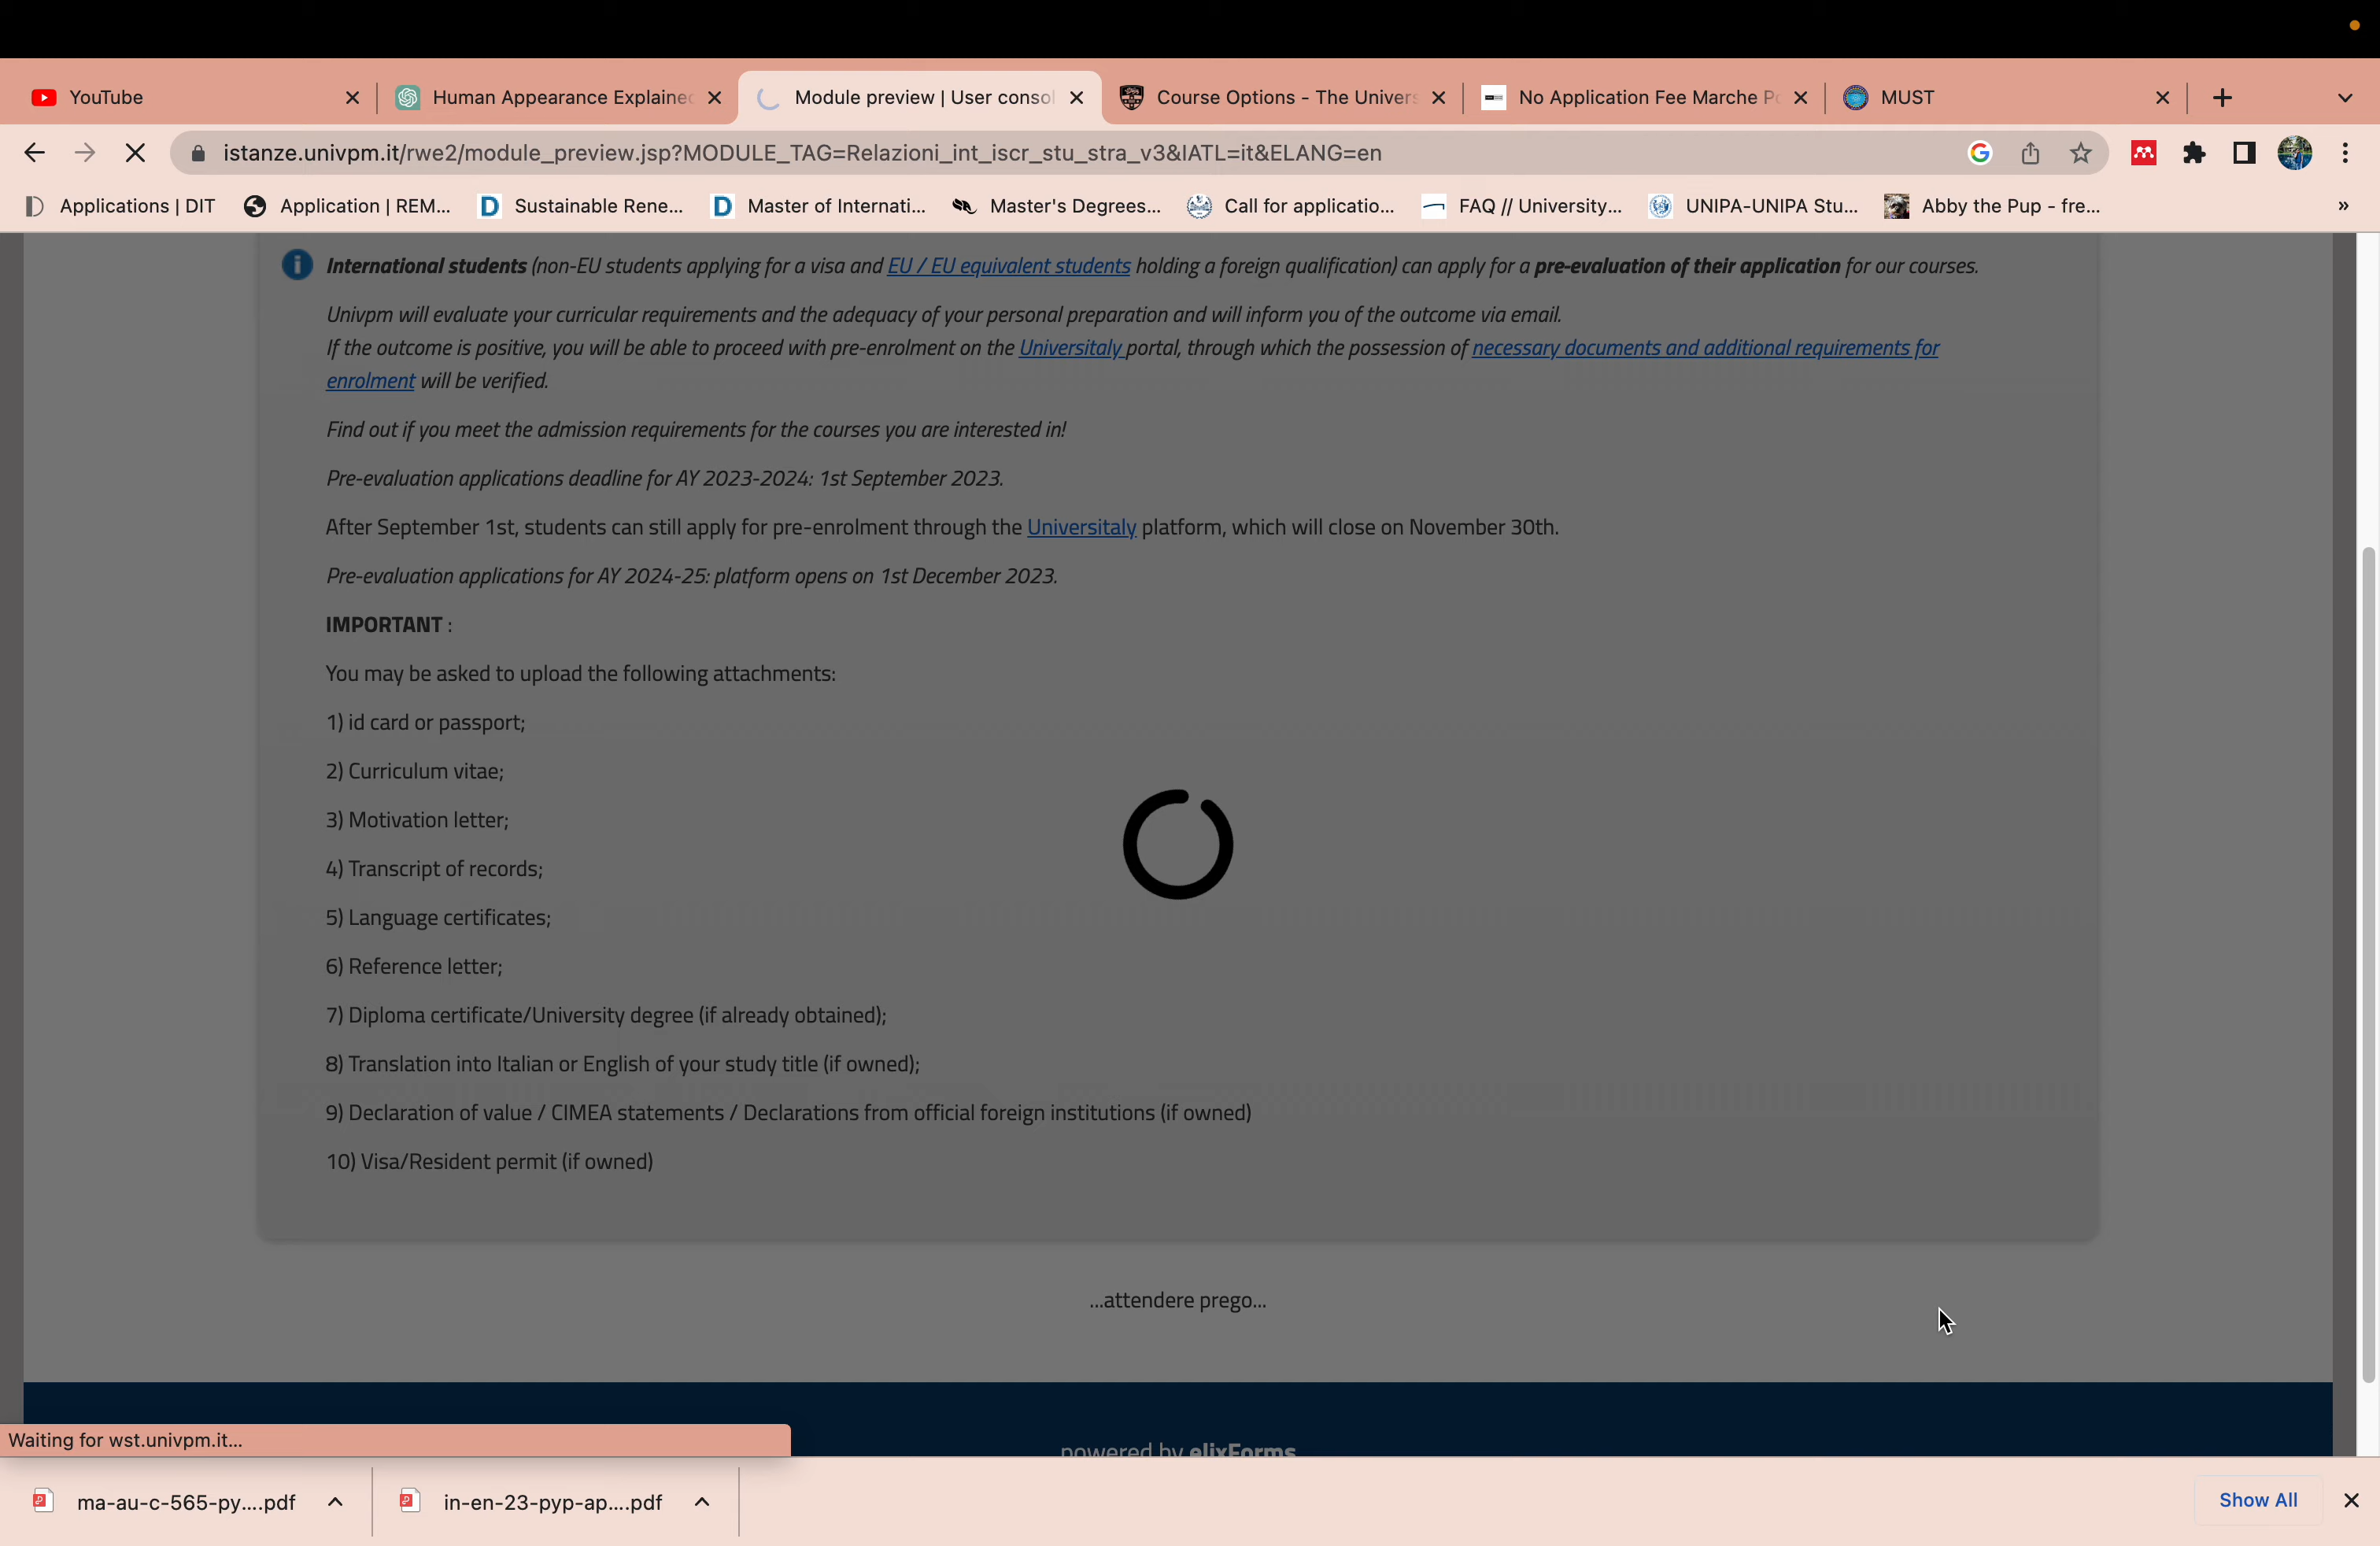 YouTube
Human Appearance Explained
Module preview | User consol
Course Options - The Univers
No Application Fee Marche Po
MUST
istanze.univpm.it/rwe2/module_preview.jsp?MODULE_TAG=Relazioni_int_iscr_stu_stra_v3&IATL=it&ELANG=en
Applications | DIT
Application | REM...
Sustainable Rene...
Master of Internati...
Master's Degrees...
Call for applicatio...
FAQ // University...
UNIPA-UNIPA Stu...
Abby the Pup - fre...
»
International students (non-EU students applying for a visa and EU / EU equivalent students holding a foreign qualification) can apply for a pre-evaluation of their application for our courses.
Univpm will evaluate your curricular requirements and the adequacy of your personal preparation and will inform you of the outcome via email.
If the outcome is positive, you will be able to proceed with pre-enrolment on the Universitaly portal, through which the possession of necessary documents and additional requirements for
enrolment will be verified.
Find out if you meet the admission requirements for the courses you are interested in!
Pre-evaluation applications deadline for AY 2023-2024: 1st September 2023.
After September 1st, students can still apply for pre-enrolment through the Universitaly platform, which will close on November 30th.
Pre-evaluation applications for AY 2024-25: platform opens on 1st December 2023.
IMPORTANT :
You may be asked to upload the following attachments:
1) id card or passport;
2) Curriculum vitae;
3) Motivation letter;
4) Transcript of records;
5) Language certificates;
6) Reference letter;
7) Diploma certificate/University degree (if already obtained);
8) Translation into Italian or English of your study title (if owned);
9) Declaration of value / CIMEA statements / Declarations from official foreign institutions (if owned)
10) Visa/Resident permit (if owned)
...attendere prego...
powered by elixForms
Waiting for wst.univpm.it...
ma-au-c-565-py....pdf
in-en-23-pyp-ap....pdf
Show All